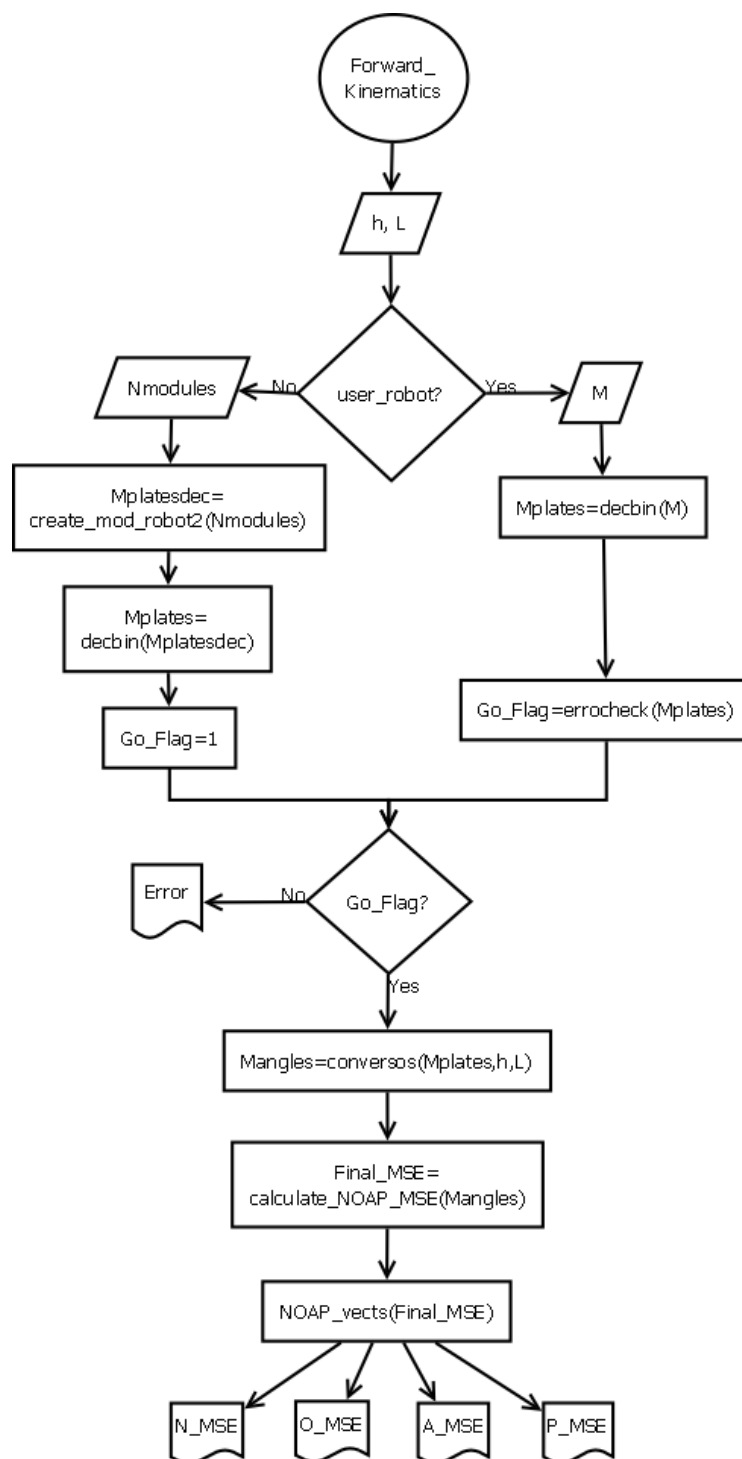 Forward_
Kinematics
h, L
Nmodules
No
user_robot?
Yes
M
Mplatesdec=
create_mod_robot2(Nmodules)
Mplates=decbin(M)
Mplates=
decbin(Mplatesdec)
Go_Flag=1
Go_Flag=errocheck(Mplates)
Error
No
Go_Flag?
Yes
Mangles=conversos(Mplates,h,L)
Final_MSE=
calculate_NOAP_MSE(Mangles)
NOAP_vects(Final_MSE)
N_MSE
O_MSE
A_MSE
P_MSE